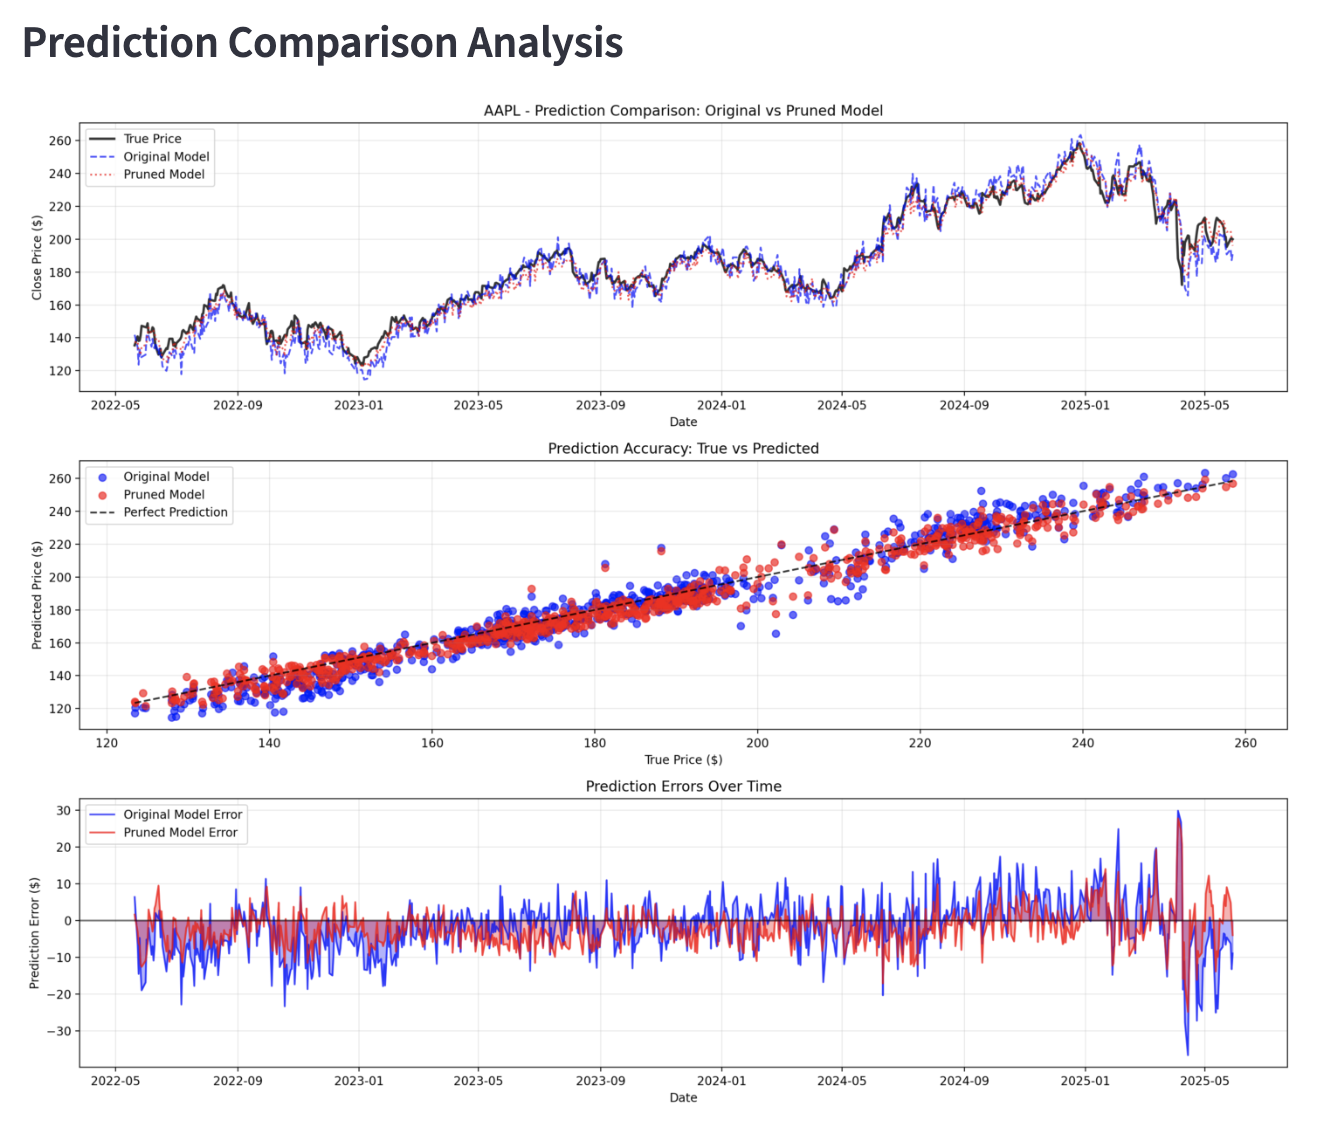 Prediction Comparison Analysis
AAPL - Prediction Comparison: Original vs Pruned Model
True Price
Original Model
Pruned Model
Close Price ($)
260
240
220
200
180
160
140
120
2022-05 2022-09 2023-01 2023-05 2023-09 2024-01 2024-05 2024-09 2025-01 2025-05
Date
Prediction Accuracy: True vs Predicted
Original Model
Pruned Model
Perfect Prediction
Predicted Price ($)
260
240
220
200
180
160
140
120
120 140 160 180 200 220 240 260
True Price ($)
Prediction Errors Over Time
Original Model Error
Pruned Model Error
Prediction Error ($)
30
20
10
0
−10
−20
−30
2022-05 2022-09 2023-01 2023-05 2023-09 2024-01 2024-05 2024-09 2025-01 2025-05
Date